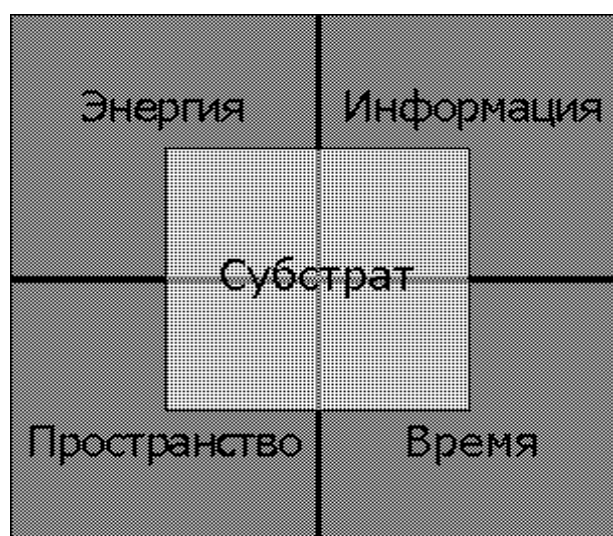 Энергия Информация
Субстрат
Пространство Время